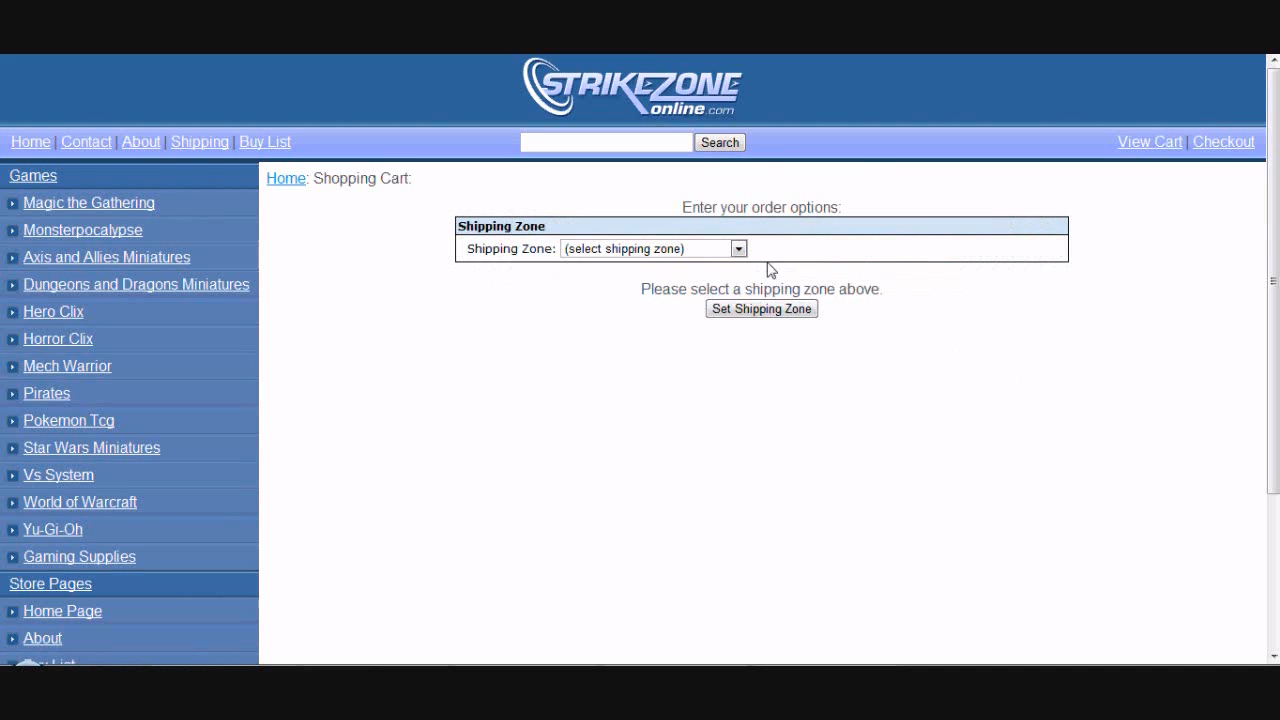 STRIKEZONE
online.com
Home | Contact | About | Shipping | Buy List
Search
View Cart | Checkout
Games
Magic the Gathering
Monsterpocalypse
Axis and Allies Miniatures
Dungeons and Dragons Miniatures
Hero Clix
Horror Clix
Mech Warrior
Pirates
Pokemon Tcg
Star Wars Miniatures
Vs System
World of Warcraft
Yu-Gi-Oh
Gaming Supplies
Store Pages
Home Page
About
Home: Shopping Cart:
Enter your order options:
Shipping Zone
Shipping Zone: (select shipping zone)
Please select a shipping zone above.
Set Shipping Zone